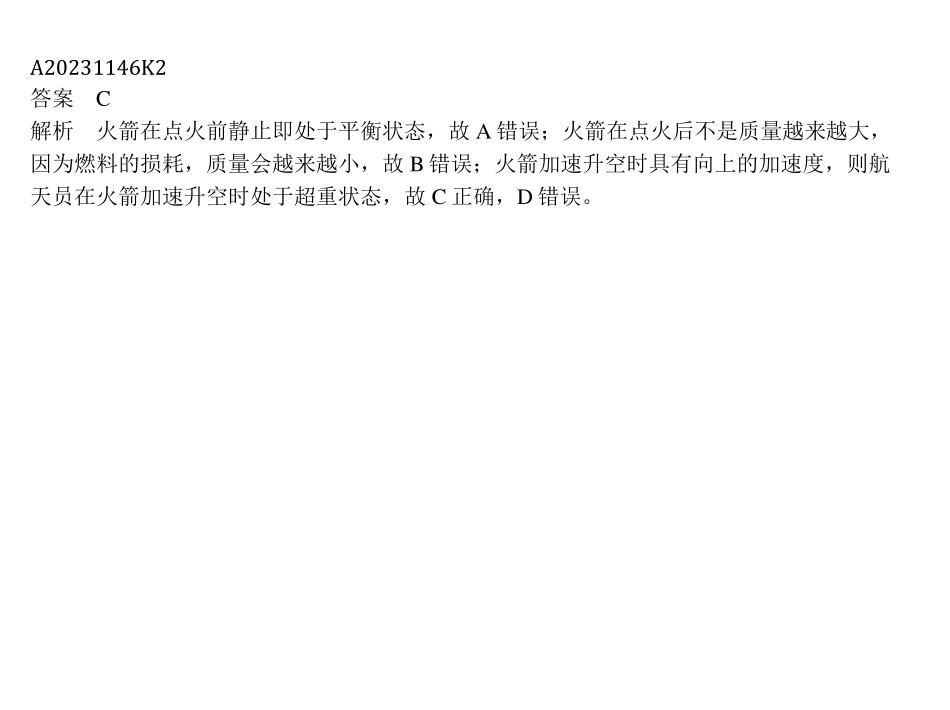 A20231146K2
答案　C
解析　火箭在点火前静止即处于平衡状态，故 A 错误；火箭在点火后不是质量越来越大，
因为燃料的损耗，质量会越来越小，故 B 错误；火箭加速升空时具有向上的加速度，则航
天员在火箭加速升空时处于超重状态，故 C 正确，D 错误。